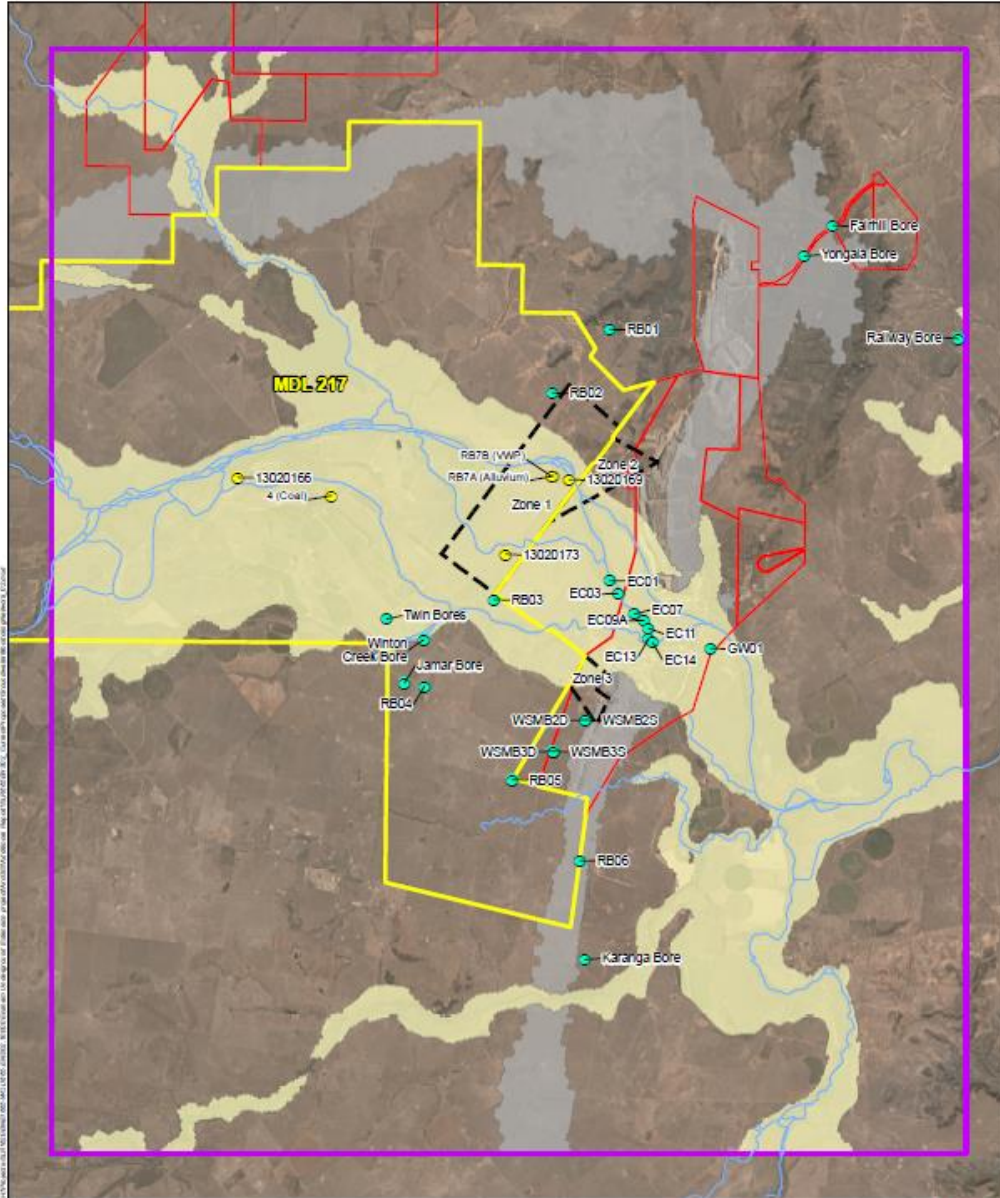 Fairhill Bore
Yongala Bore
RB01
Railway Bore
MDL 217
RB02
RB7B (VWP)
Zone 2
RB7A (Alluvium)
13020166
13020169
4 (Coal)
Zone 1
13020173
EC01
EC03
RB03
EC07
Twin Bores
EC09A
EC11
Winton
Creek Bore
EC13
EC14
GW01
Jamar Bore
Zone 3
RB04
WSMB2D
WSMB2S
WSMB3D
WSMB3S
RB05
RB06
Karanga Bore